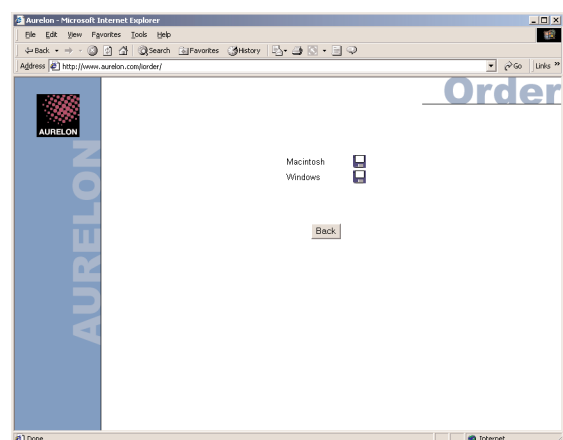 Aurelon - Microsoft Internet Explorer
File Edit View Favorites Tools Help
Back Search Favorites History
Address http://www.aurelon.com/iorder/ Go Links »
Order
AURELON
AURELON
Macintosh
Windows
Back
Done Internet